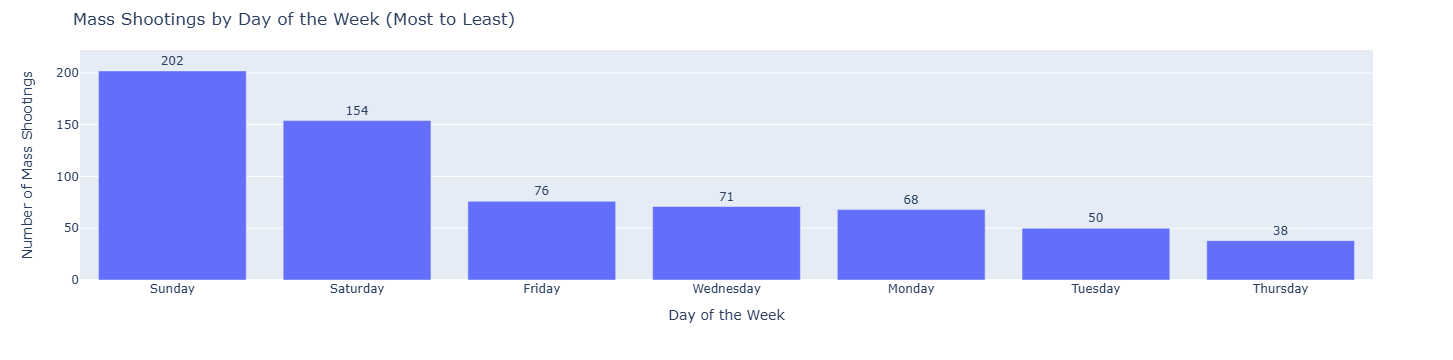 Mass Shootings by Day of the Week (Most to Least)
Number of Mass Shootings
200
150
100
50
0
202
154
76
71
68
50
38
Sunday
Saturday
Friday
Wednesday
Monday
Tuesday
Thursday
Day of the Week